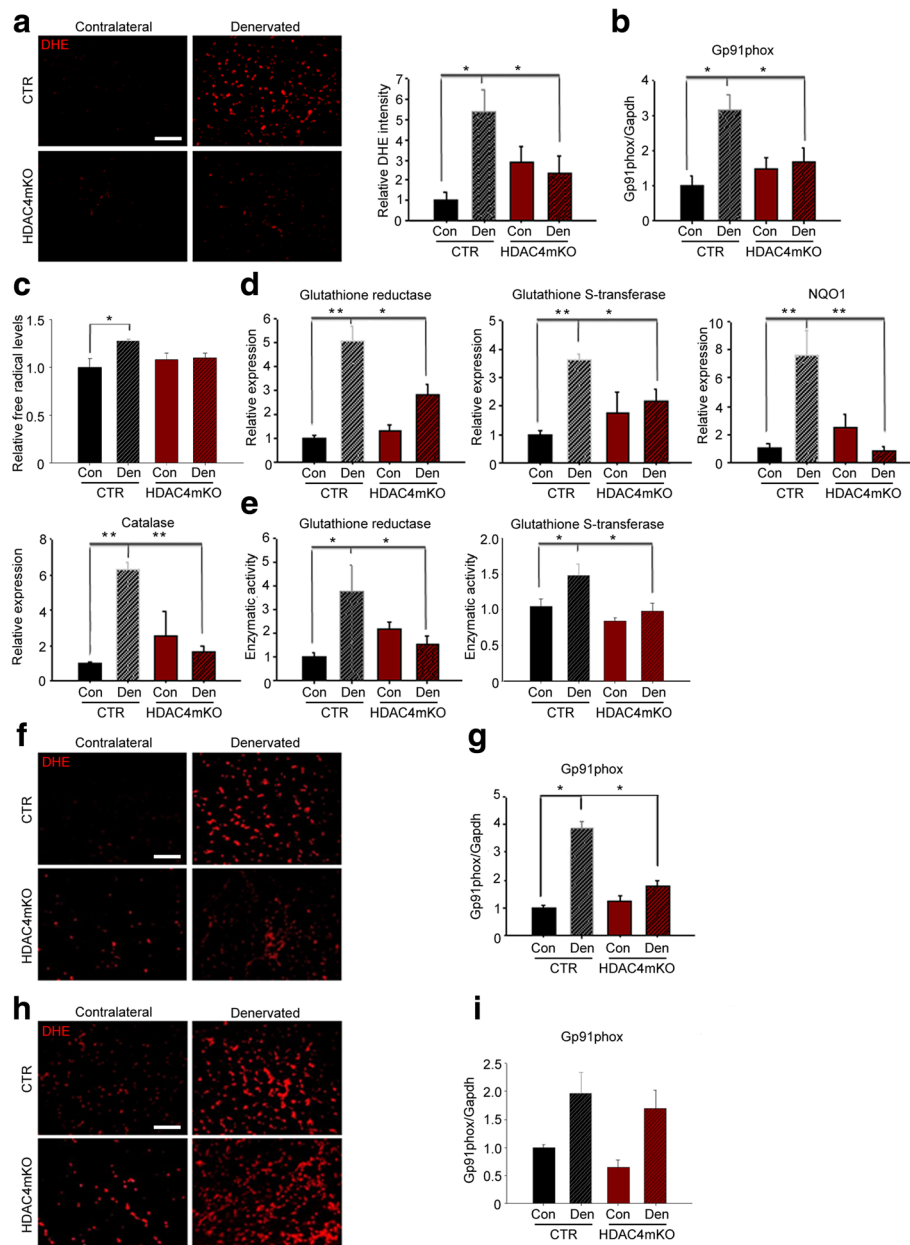 a
Contralateral Denervated
DHE
CTR
HDAC4mKO
Relative DHE intensity
7
6
5
4
3
2
1
0
* *
Con Den Con Den
CTR HDAC4mKO
b
Gp91phox
Gp91phox/Gapdh
4
3
2
1
0
* *
Con Den Con Den
CTR HDAC4mKO
c
Relative free radical levels
1.5
1.0
0.5
0
*
Con Den Con Den
CTR HDAC4mKO
d
Glutathione reductase
Relative expression
6
5
4
3
2
1
0
** *
Con Den Con Den
CTR HDAC4mKO
Glutathione S-transferase
Relative expression
5
4
3
2
1
0
** *
Con Den Con Den
CTR HDAC4mKO
NQO1
Relative expression
10
8
6
4
2
0
** **
Con Den Con Den
CTR HDAC4mKO
Catalase
Relative expression
8
6
4
2
0
** **
Con Den Con Den
CTR HDAC4mKO
e
Glutathione reductase
Enzymatic activity
6
5
4
3
2
1
0
* *
Con Den Con Den
CTR HDAC4mKO
Glutathione S-transferase
Enzymatic activity
2.0
1.5
1.0
0.5
0
* *
Con Den Con Den
CTR HDAC4mKO
f
Contralateral Denervated
DHE
CTR
HDAC4mKO
g
Gp91phox
Gp91phox/Gapdh
5
4
3
2
1
0
* *
Con Den Con Den
CTR HDAC4mKO
h
Contralateral Denervated
DHE
CTR
HDAC4mKO
i
Gp91phox
Gp91phox/Gapdh
2.5
2.0
1.5
1.0
0.5
0
Con Den Con Den
CTR HDAC4mKO